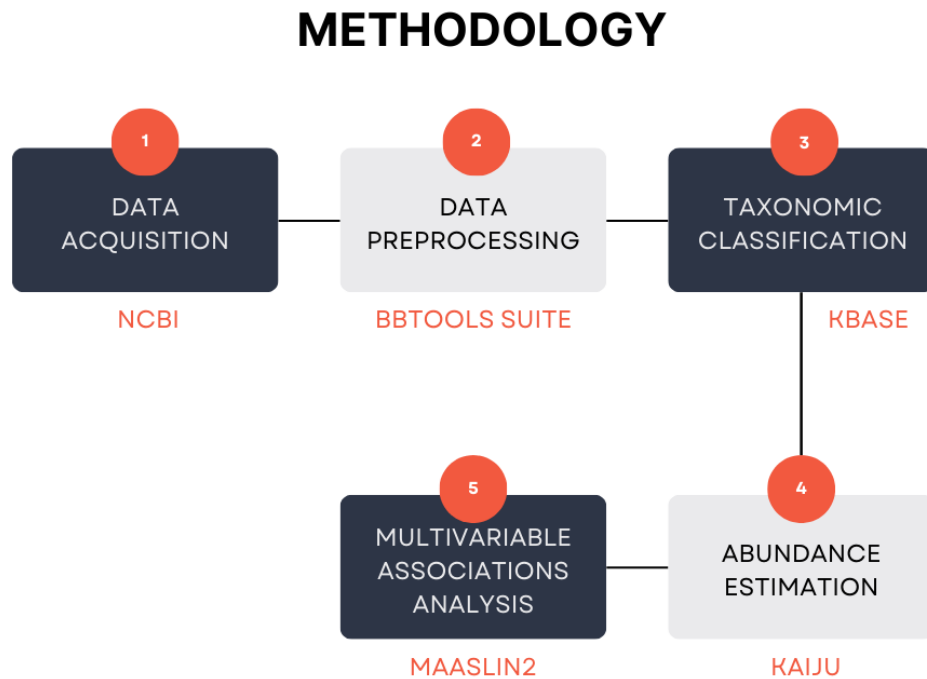 METHODOLOGY
1
DATA
ACQUISITION
NCBI
2
DATA
PREPROCESSING
BBTOOLS SUITE
3
TAXONOMIC
CLASSIFICATION
KBASE
4
ABUNDANCE
ESTIMATION
KAIJU
5
MULTIVARIABLE
ASSOCIATIONS
ANALYSIS
MAASLIN2